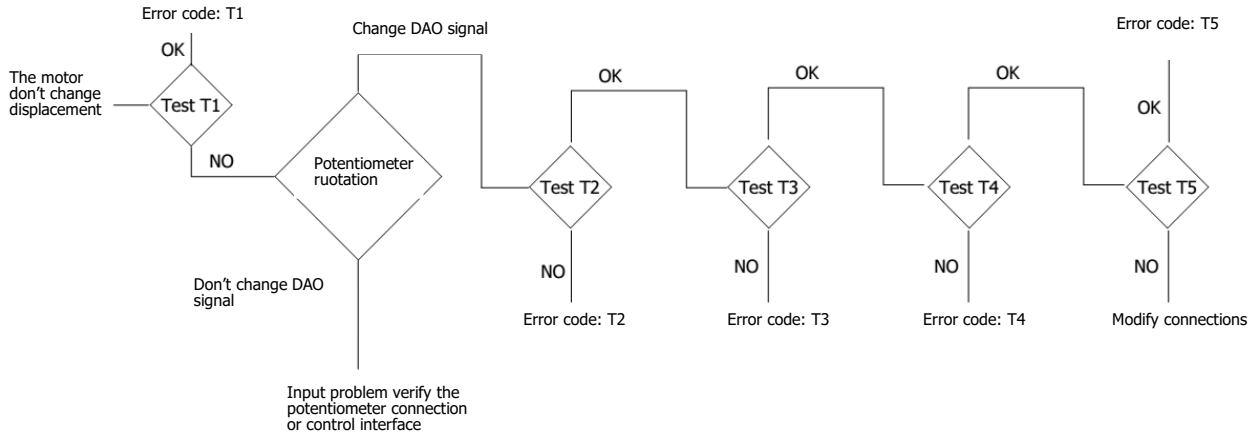 Error code: T1
OK
The motor
don't change
displacement
Test T1
NO
Potentiometer
ruotation
Change DAO signal
Don't change DAO
signal
Input problem verify the
potentiometer connection
or control interface
Test T2
OK
NO
Error code: T2
Test T3
OK
NO
Error code: T3
Test T4
OK
NO
Error code: T4
Error code: T5
OK
Test T5
NO
Modify connections